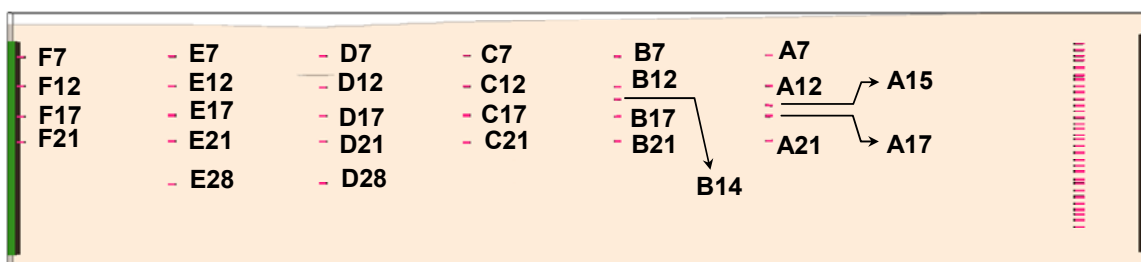 F7 E7 D7 C7 B7 A7
F12 E12 D12 C12 B12 A12 A15
F17 E17 D17 C17 B17 A17
F21 E21 D21 C21 B21 A21
E28 D28 B14